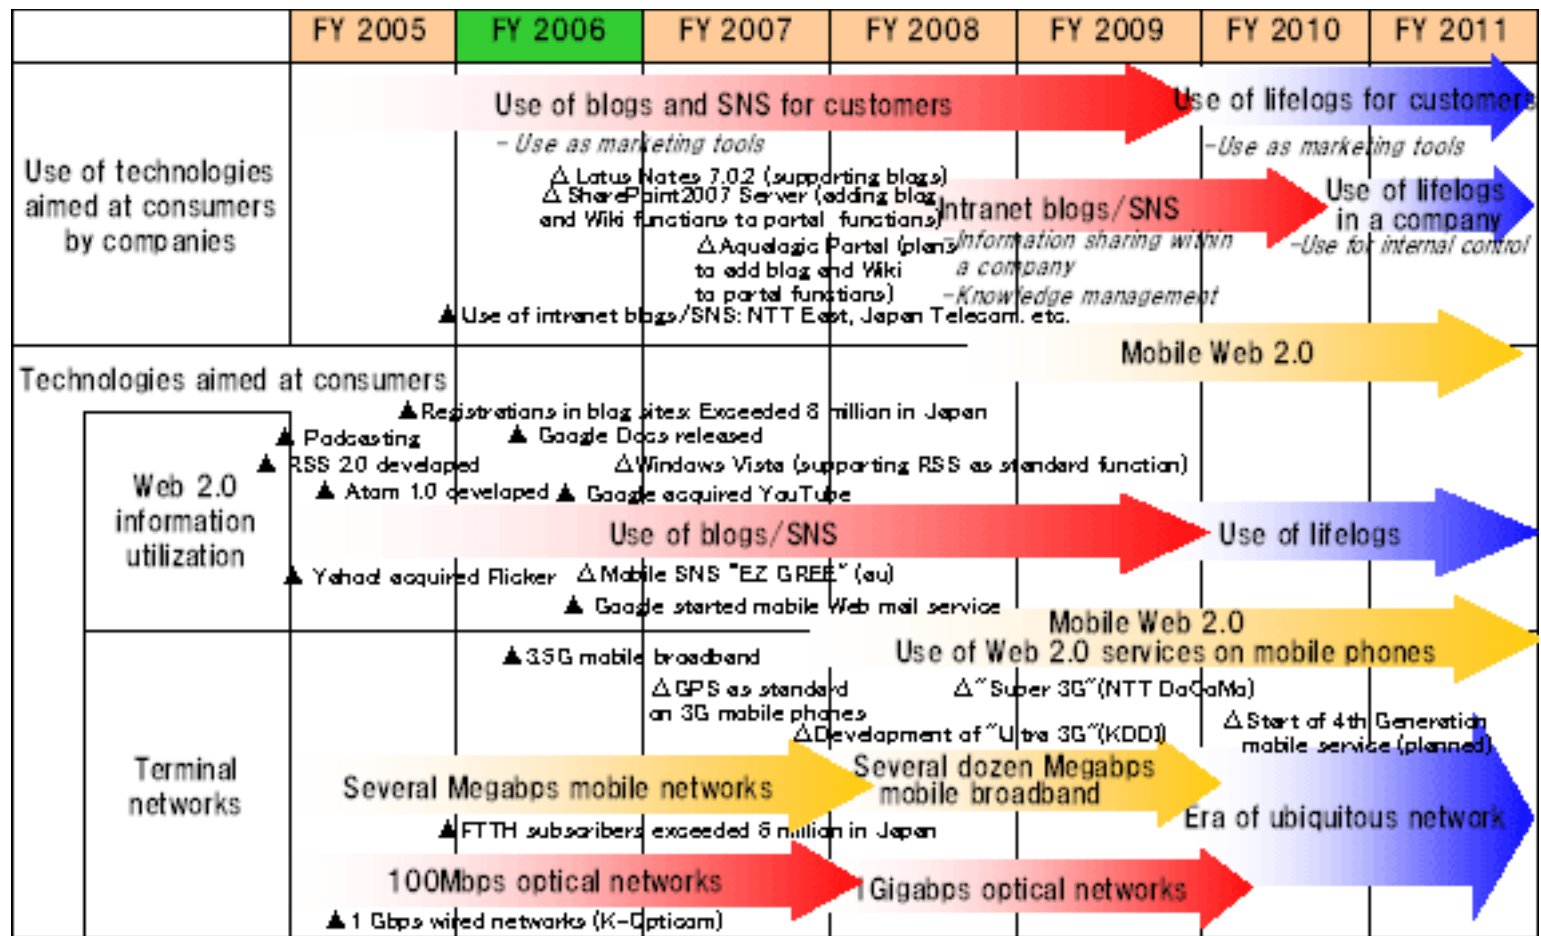 FY 2005 FY 2006 FY 2007 FY 2008 FY 2009 FY 2010 FY 2011
Use of technologies
aimed at consumers
by companies
Use of blogs and SNS for customers
- Use as marketing tools
Use of lifelogs for customers
-Use as marketing tools
△ Lotus Notes 7.0.2 (supporting blogs)
△ SharePoint2007 Server (adding blog
and Wiki functions to portal functions)
Intranet blogs/SNS
-Information sharing within
a company
-Knowledge management
Use of lifelogs
in a company
-Use for internal control
△Aqualogic Portal (plans
to add blog and Wiki
to portal functions)
▲Use of intranet blogs/SNS: NTT East, Japan Telecom. etc.
Mobile Web 2.0
Technologies aimed at consumers
Web 2.0
information
utilization
▲Registrations in blog sites: Exceeded 8 million in Japan
▲ Podcasting
▲ Google Docs released
▲ RSS 2.0 developed
△Windows Vista (supporting RSS as standard function)
▲ Atom 1.0 developed
▲ Google acquired YouTube
Use of blogs/SNS
Use of lifelogs
▲ Yahoo! acquired Flicker
△Mobile SNS "EZ GREE" (au)
▲ Google started mobile Web mail service
Mobile Web 2.0
Use of Web 2.0 services on mobile phones
Terminal
networks
▲3.5G mobile broadband
△GPS as standard
on 3G mobile phones
△"Super 3G"(NTT DoCoMo)
△Development of "Ultra 3G"(KDDI)
△Start of 4th Generation
mobile service (planned)
Several Megabps mobile networks
Several dozen Megabps
mobile broadband
Era of ubiquitous network
▲FTTH subscribers exceeded 6 million in Japan
100Mbps optical networks
1Gigabps optical networks
▲1 Gbps wired networks (K-Opticom)